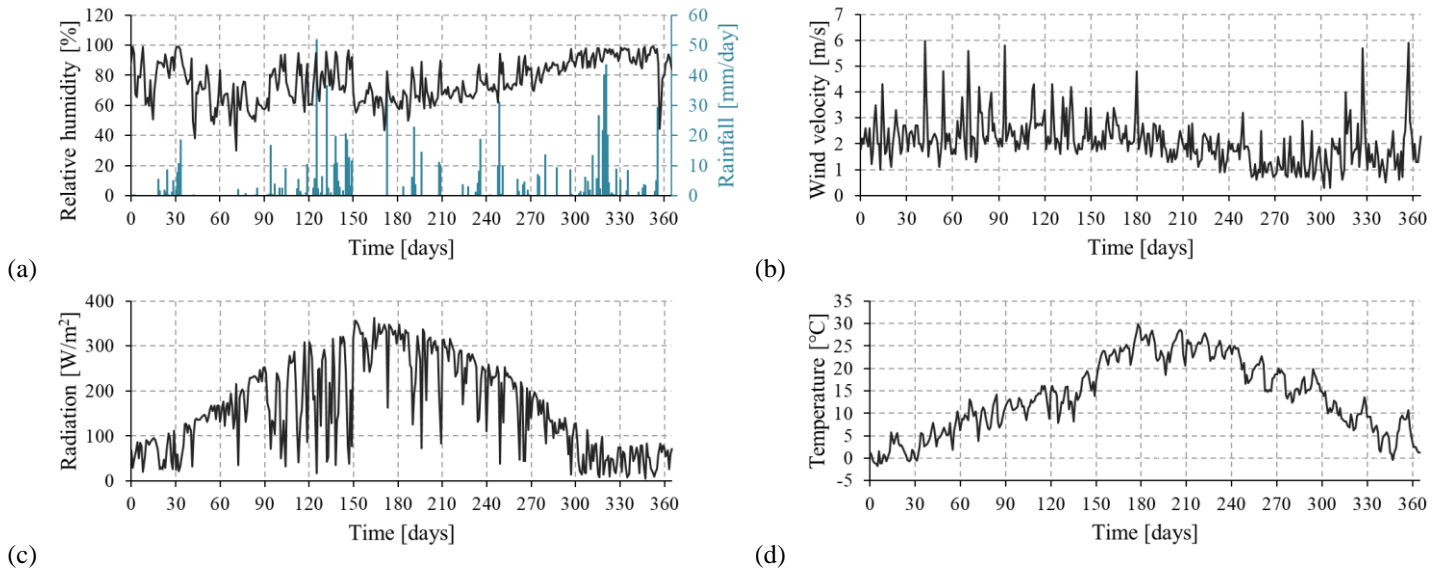 Relative humidity [%]
120
100
80
60
40
20
0
60
50
40
30
20
10
0
Rainfall [mm/day]
0 30 60 90 120 150 180 210 240 270 300 330 360
Time [days]
(a)
Wind velocity [m/s]
7
6
5
4
3
2
1
0
0 30 60 90 120 150 180 210 240 270 300 330 360
Time [days]
(b)
Radiation [W/m²]
400
300
200
100
0
0 30 60 90 120 150 180 210 240 270 300 330 360
Time [days]
(c)
Temperature [°C]
35
30
25
20
15
10
5
0
-5
0 30 60 90 120 150 180 210 240 270 300 330 360
Time [days]
(d)